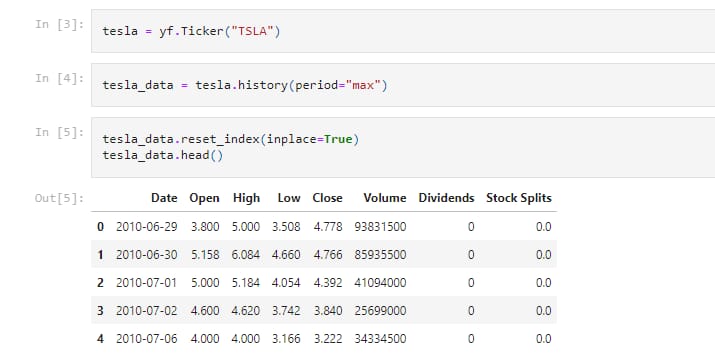 In [3]: tesla = yf.Ticker("TSLA")
In [4]: tesla_data = tesla.history(period="max")
In [5]: tesla_data.reset_index(inplace=True)
tesla_data.head()
Out[5]: Date Open High Low Close Volume Dividends Stock Splits
0 2010-06-29 3.800 5.000 3.508 4.778 93831500 0 0.0
1 2010-06-30 5.158 6.084 4.660 4.766 85935500 0 0.0
2 2010-07-01 5.000 5.184 4.054 4.392 41094000 0 0.0
3 2010-07-02 4.600 4.620 3.742 3.840 25699000 0 0.0
4 2010-07-06 4.000 4.000 3.166 3.222 34334500 0 0.0